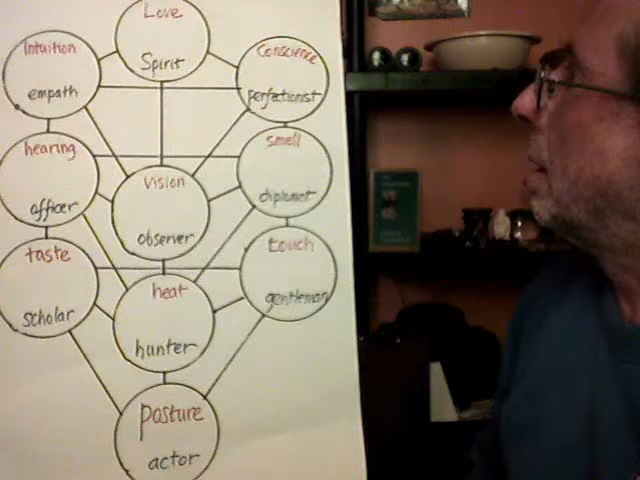 Love
Spirit
Intuition
empath
Conscience
perfectionist
hearing
officer
smell
diplomat
vision
observer
taste
scholar
touch
gentleman
heat
hunter
posture
actor